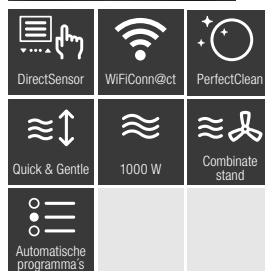 DirectSensor
WiFiConn@ct
PerfectClean
Quick & Gentle
1000 W
Combinate
stand
Automatische
programma´s